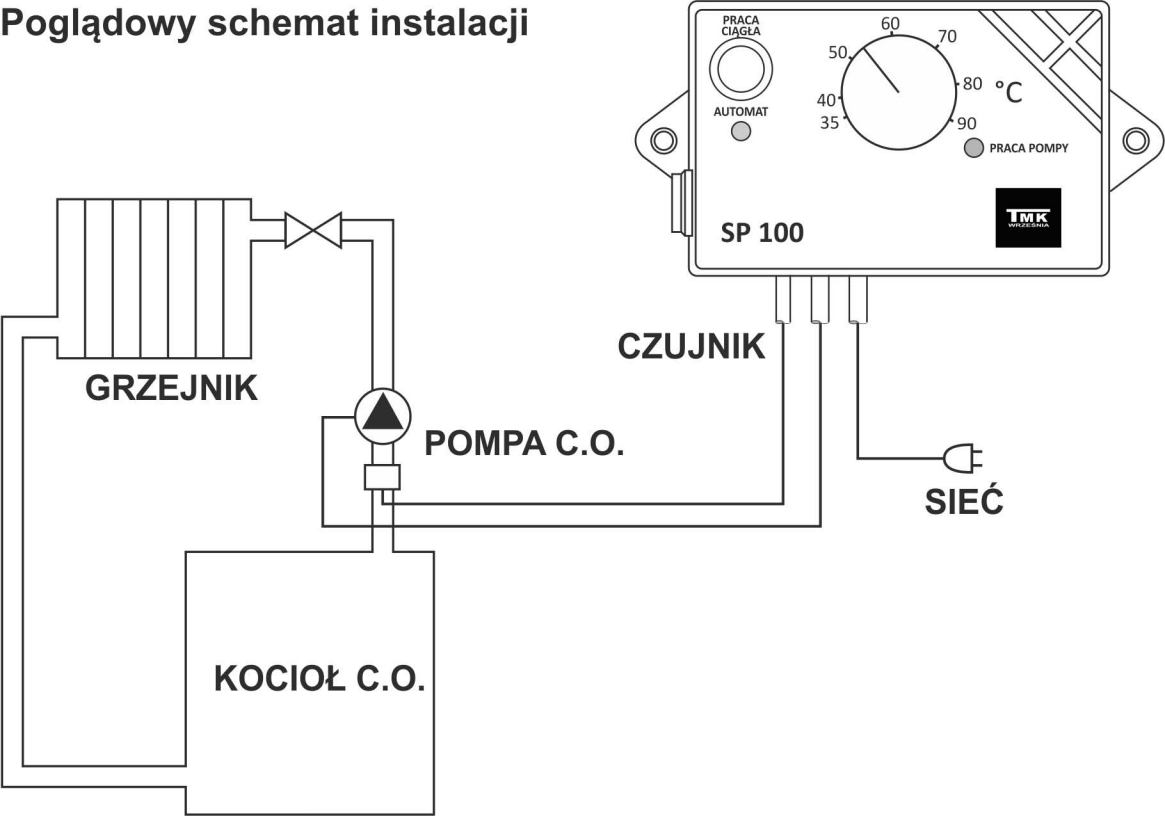 Poglądowy schemat instalacji
PRACA
CIĄGŁA
AUTOMAT
35
40
50
60
70
80
90
°C
PRACA POMPY
SP 100
TMK
WRZEŚNIA
CZUJNIK
GRZEJNIK
POMPA C.O.
SIEĆ
KOCIOŁ C.O.